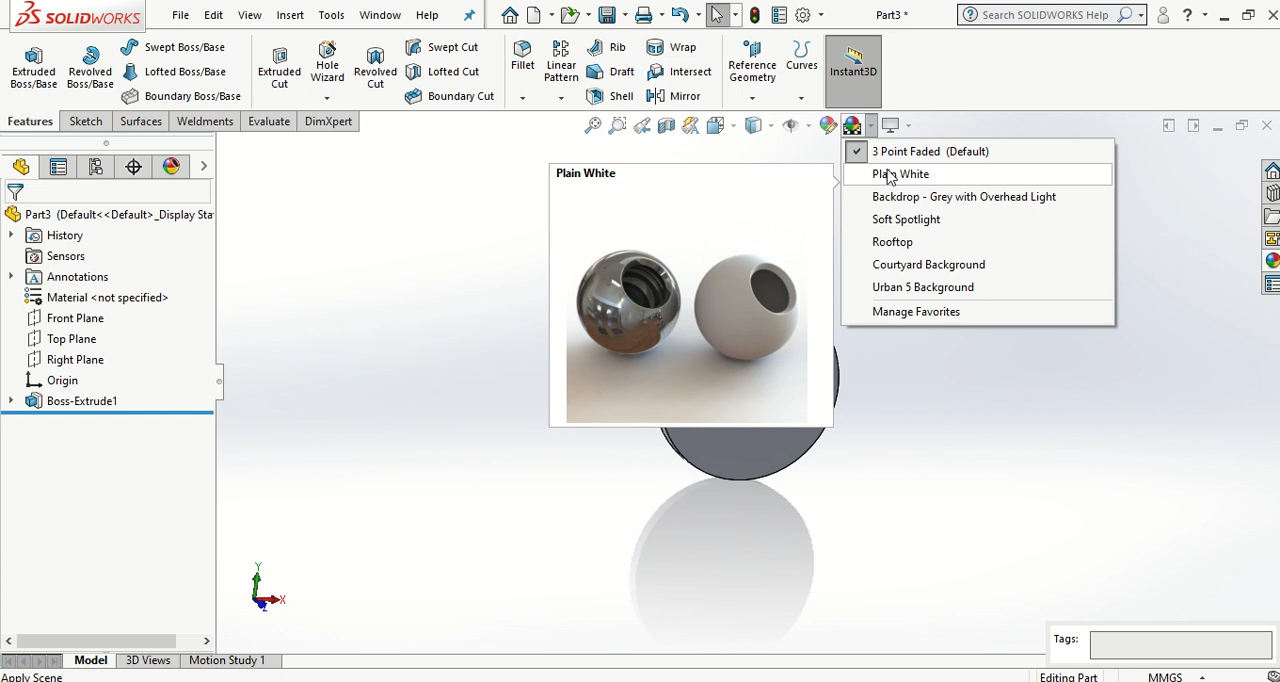 SOLIDWORKS
File Edit View Insert Tools Window Help
Part3 *
Search SOLIDWORKS Help
Extruded Boss/Base
Revolved Boss/Base
Swept Boss/Base
Lofted Boss/Base
Boundary Boss/Base
Extruded Cut
Hole Wizard
Revolved Cut
Swept Cut
Lofted Cut
Boundary Cut
Fillet
Linear Pattern
Rib
Draft
Shell
Wrap
Intersect
Mirror
Reference Geometry
Curves
Instant3D
Features Sketch Surfaces Weldments Evaluate DimXpert
Part3 (Default<<Default>_Display Sta
History
Sensors
Annotations
Material <not specified>
Front Plane
Top Plane
Right Plane
Origin
Boss-Extrude1
Plain White
3 Point Faded (Default)
Plain White
Backdrop - Grey with Overhead Light
Soft Spotlight
Rooftop
Courtyard Background
Urban 5 Background
Manage Favorites
Y
X
Z
Tags:
Model 3D Views Motion Study 1
Apply Scene
Editing Part
MMGS